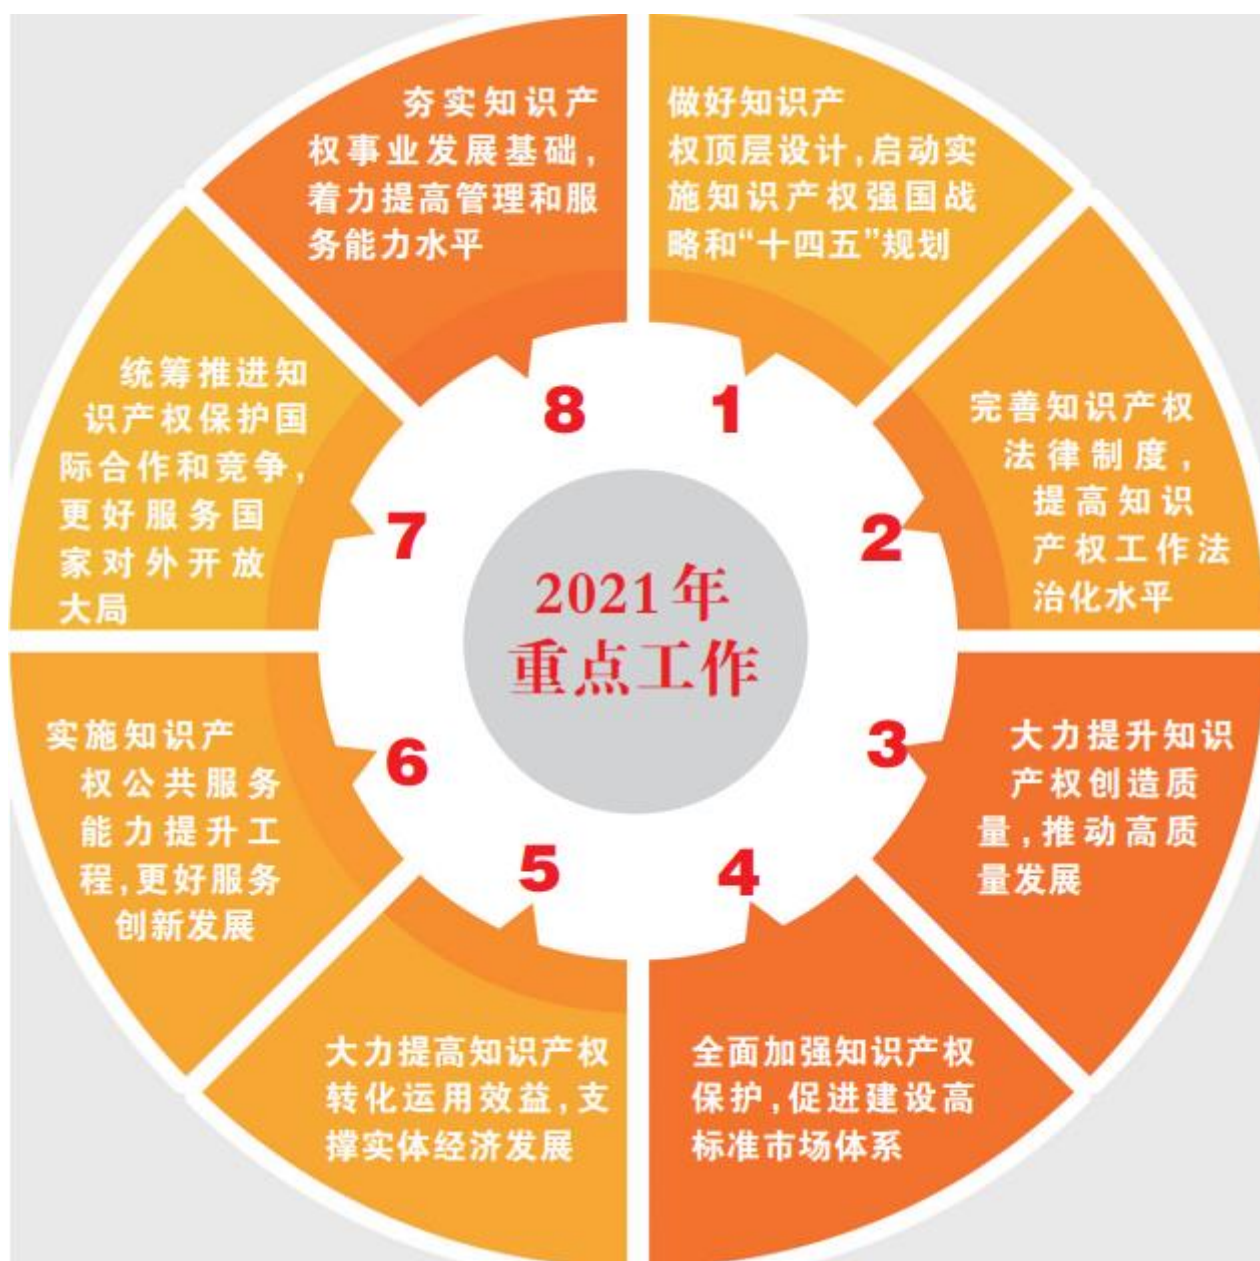 2021年
重点工作
1
做好知识产
权顶层设计,启动实
施知识产权强国战
略和“十四五”规划
2
完善知识产权
法律制度,
提高知识
产权工作法
治化水平
3
大力提升知识
产权创造质
量,推动高质
量发展
4
全面加强知识产权
保护,促进建设高
标准市场体系
5
大力提高知识产权
转化运用效益,支
撑实体经济发展
6
实施知识产
权公共服务
能力提升工
程,更好服务
创新发展
7
统筹推进知
识产权保护国
际合作和竞争,
更好服务国
家对外开放
大局
8
夯实知识产
权事业发展基础,
着力提高管理和服
务能力水平